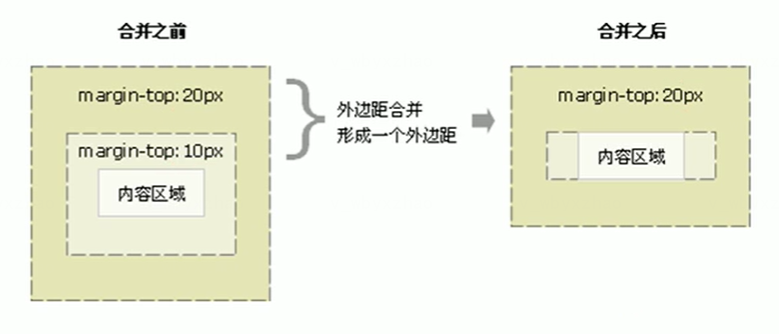 合并之前
合并之后
margin-top: 20px
margin-top: 10px
内容区域
外边距合并
形成一个外边距
margin-top: 20px
内容区域